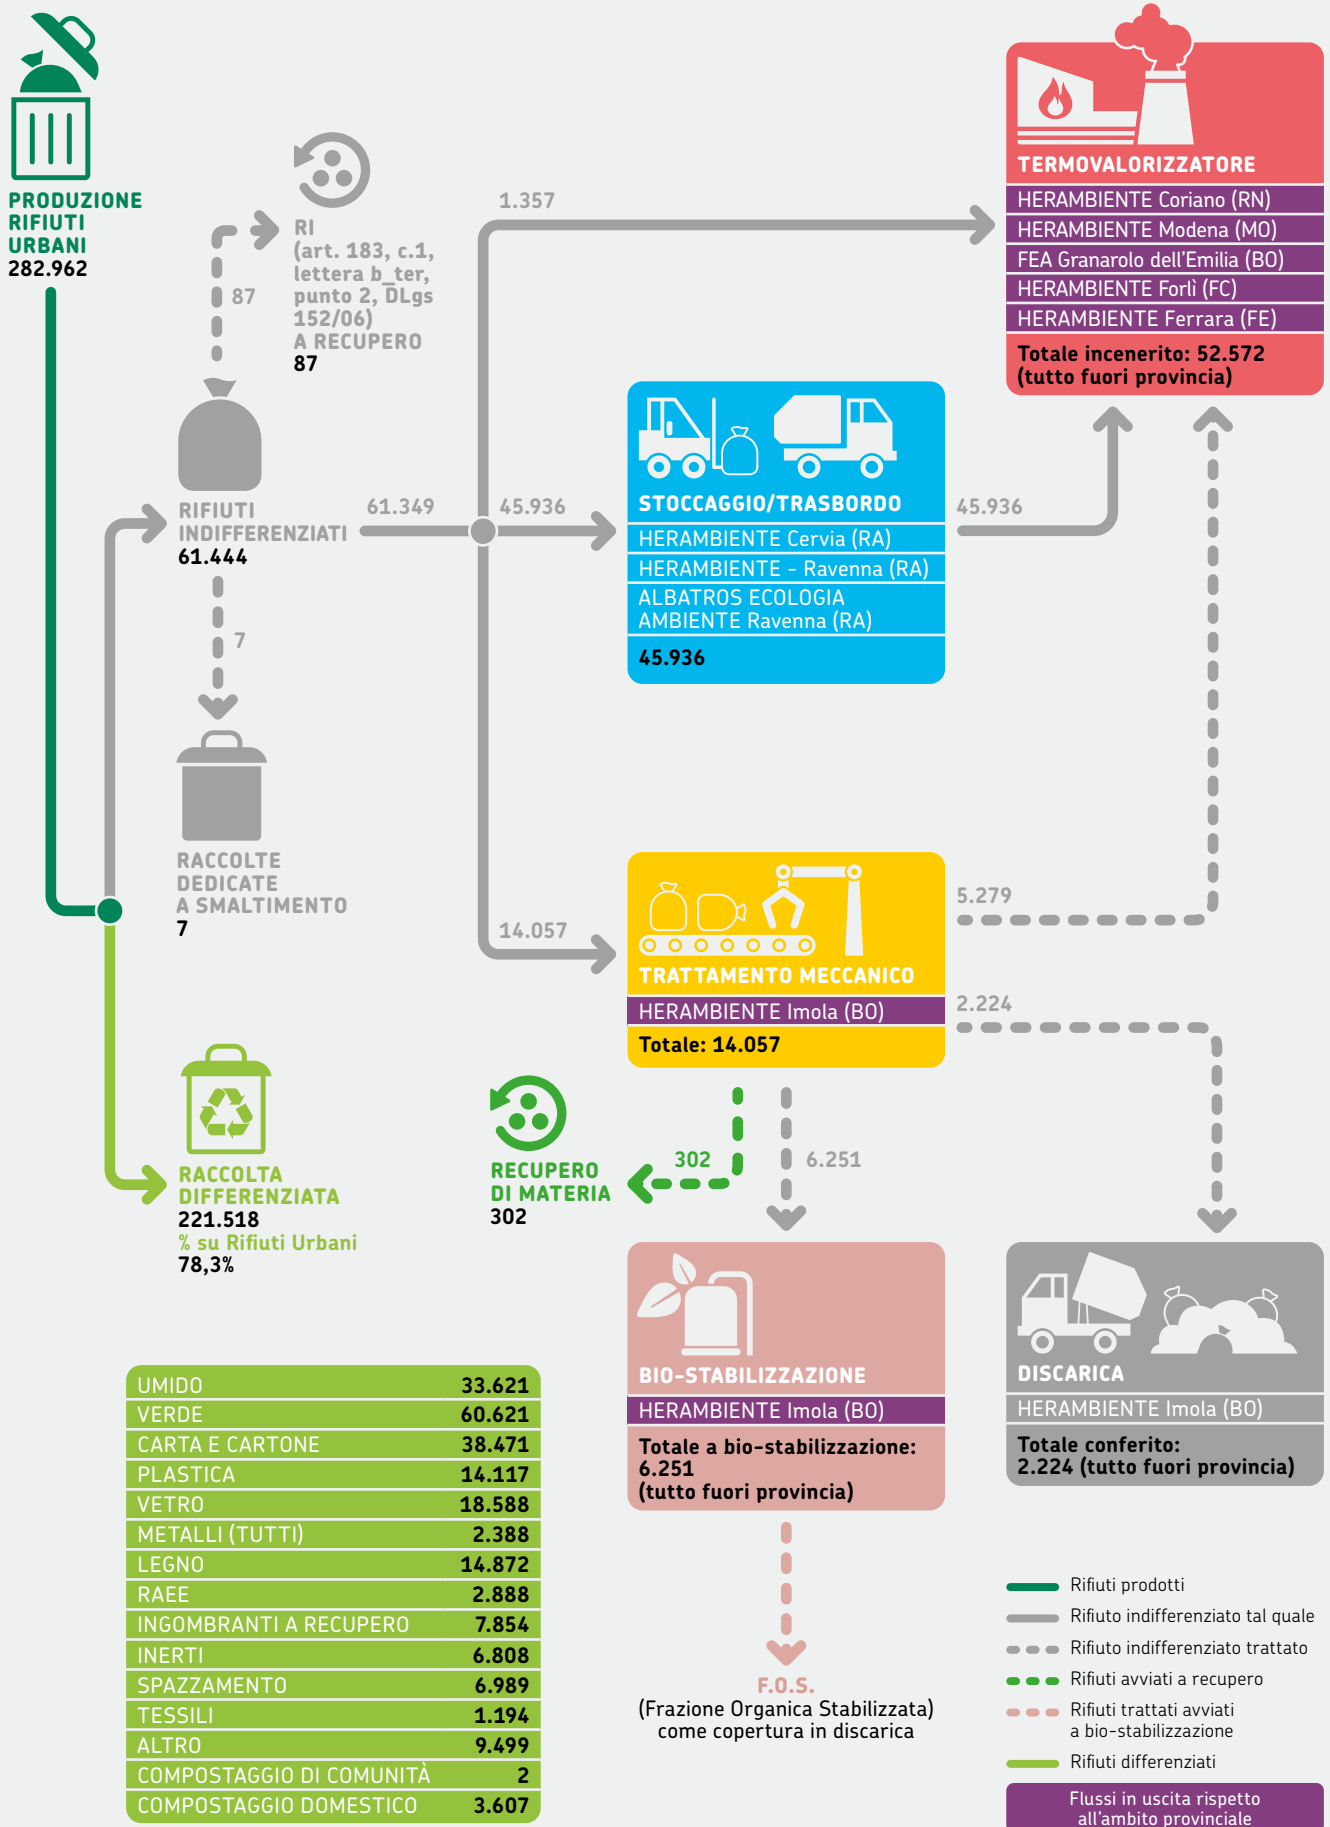 PRODUZIONE
RIFIUTI
URBANI
282.962
87
RI
(art. 183, c.1,
lettera b_ter,
punto 2, DLgs
152/06)
A RECUPERO
87
RIFIUTI
INDIFFERENZIATI
61.444
7
RACCOLTE
DEDICATE
A SMALTIMENTO
7
61.349
1.357
45.936
14.057
TERMOVALORIZZATORE
HERAMBIENTE Coriano (RN)
HERAMBIENTE Modena (MO)
FEA Granarolo dell'Emilia (BO)
HERAMBIENTE Forlì (FC)
HERAMBIENTE Ferrara (FE)
Totale incenerito: 52.572
(tutto fuori provincia)
STOCCAGGIO/TRASBORDO
HERAMBIENTE Cervia (RA)
HERAMBIENTE - Ravenna (RA)
ALBATROS ECOLOGIA
AMBIENTE Ravenna (RA)
45.936
45.936
TRATTAMENTO MECCANICO
HERAMBIENTE Imola (BO)
Totale: 14.057
5.279
2.224
302
6.251
RECUPERO
DI MATERIA
302
RACCOLTA
DIFFERENZIATA
221.518
% su Rifiuti Urbani
78,3%
BIO-STABILIZZAZIONE
HERAMBIENTE Imola (BO)
Totale a bio-stabilizzazione:
6.251
(tutto fuori provincia)
F.O.S.
(Frazione Organica Stabilizzata)
come copertura in discarica
DISCARICA
HERAMBIENTE Imola (BO)
Totale conferito:
2.224 (tutto fuori provincia)
UMIDO 33.621
VERDE 60.621
CARTA E CARTONE 38.471
PLASTICA 14.117
VETRO 18.588
METALLI (TUTTI) 2.388
LEGNO 14.872
RAEE 2.888
INGOMBRANTI A RECUPERO 7.854
INERTI 6.808
SPAZZAMENTO 6.989
TESSILI 1.194
ALTRO 9.499
COMPOSTAGGIO DI COMUNITÀ 2
COMPOSTAGGIO DOMESTICO 3.607
Rifiuti prodotti
Rifiuto indifferenziato tal quale
Rifiuto indifferenziato trattato
Rifiuti avviati a recupero
Rifiuti trattati avviati
a bio-stabilizzazione
Rifiuti differenziati
Flussi in uscita rispetto
all'ambito provinciale